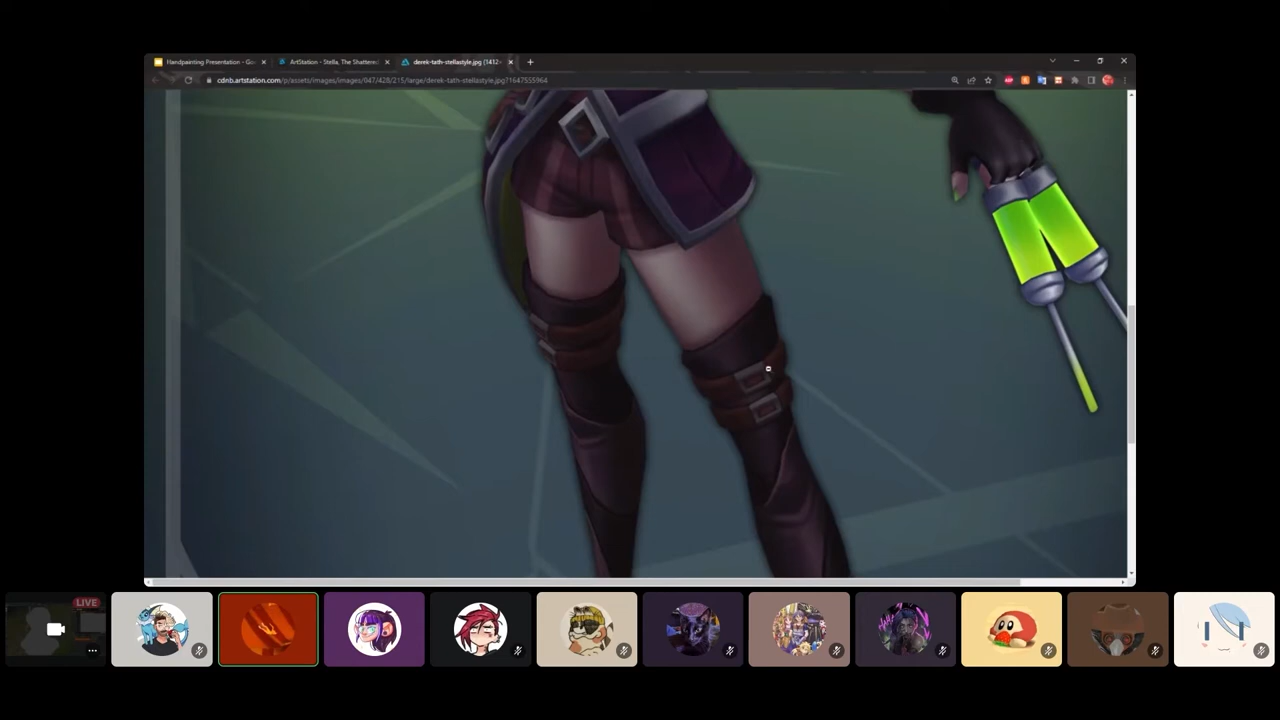 Handpainting Presentation - Goo
ArtStation - Stella, The Shattered
derek-tath-stellastyle.jpg (1412×
cdnb.artstation.com/p/assets/images/images/047/428/215/large/derek-tath-stellastyle.jpg?1647555964
LIVE